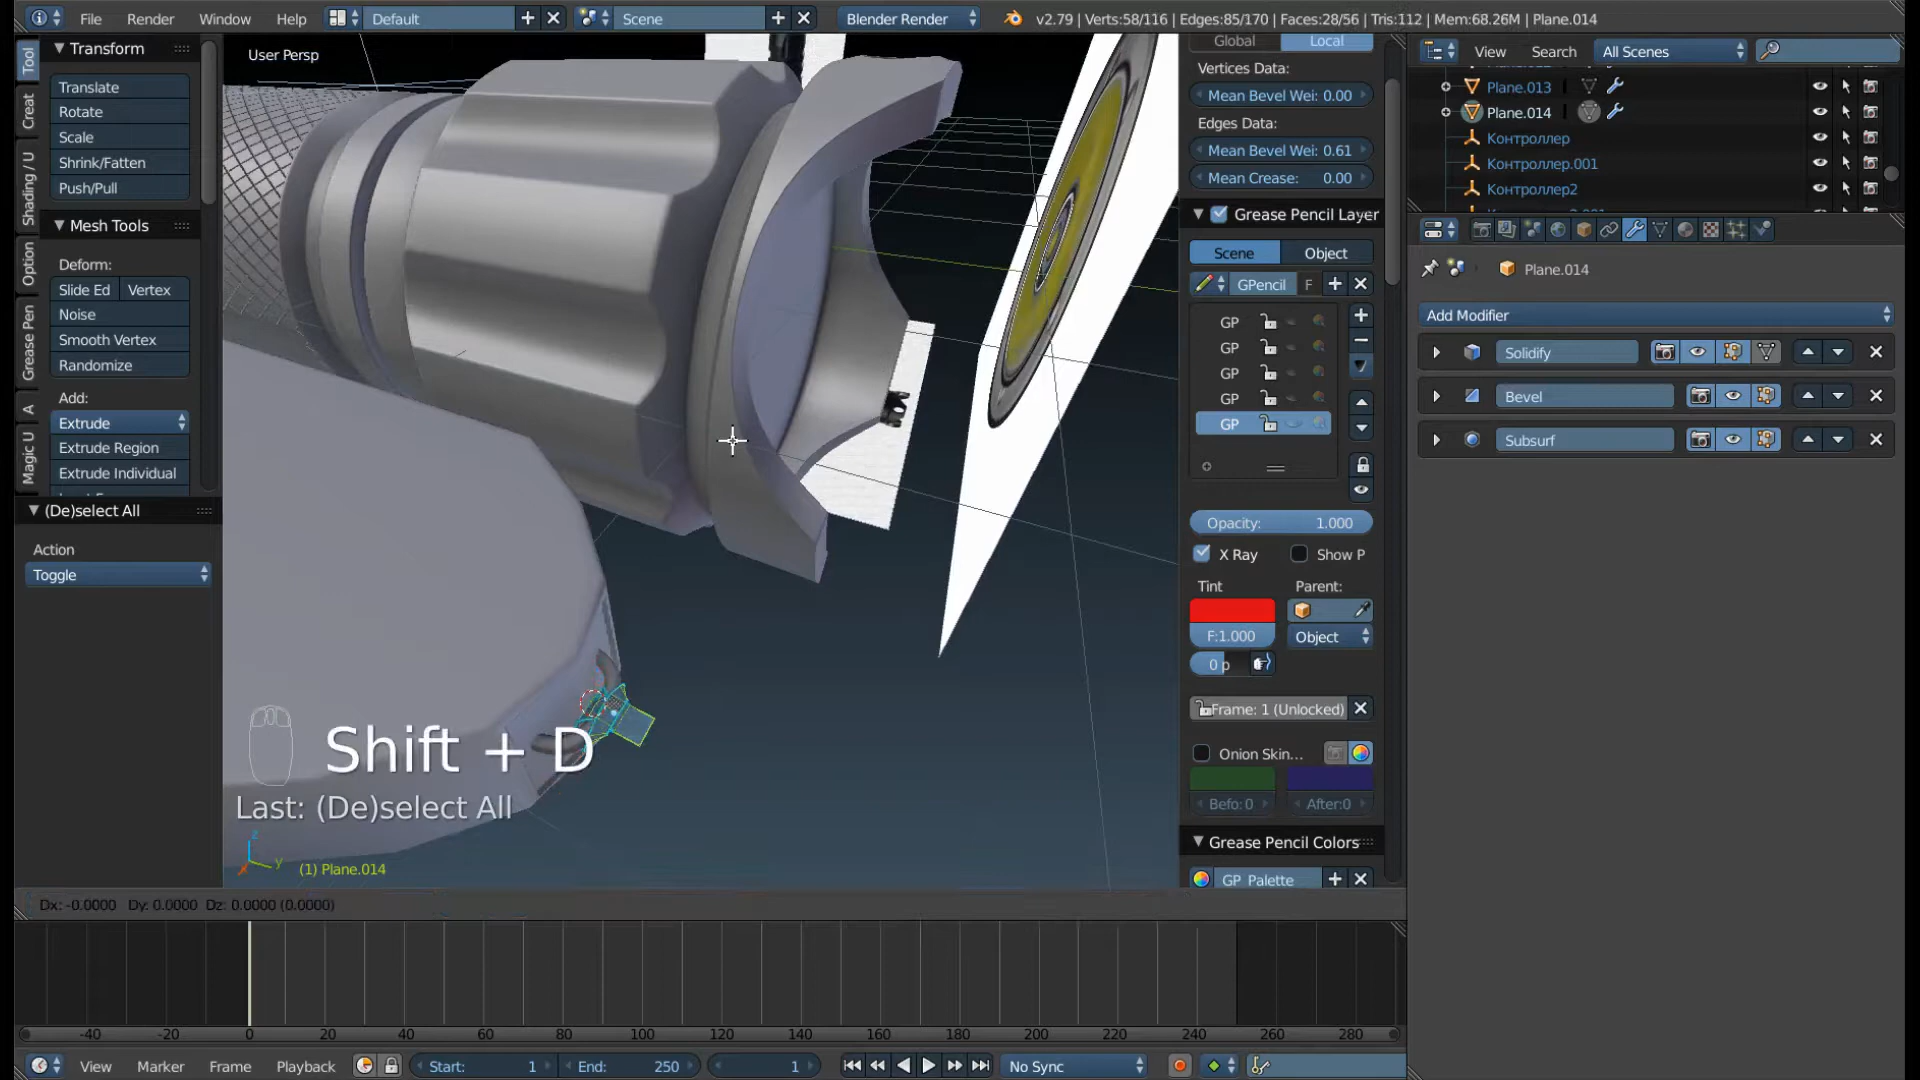 File Render Window Help Default Scene Blender Render v2.79 | Verts:58/116 | Edges:85/170 | Faces:28/56 | Tris:112 | Mem:68.26M | Plane.014
Tool
Creat
Shading / U
Option
Grease Pen
A
Magic U
Transform
Translate
Rotate
Scale
Shrink/Fatten
Push/Pull
Mesh Tools
Deform:
Slide Ed Vertex
Noise
Smooth Vertex
Randomize
Add:
Extrude
Extrude Region
Extrude Individual
(De)select All
Action
Toggle
User Persp
Shift + D
Last: (De)select All
z
y
x
(1) Plane.014
Global Local
Vertices Data:
Mean Bevel Wei: 0.00
Edges Data:
Mean Bevel Wei: 0.61
Mean Crease: 0.00
Grease Pencil Layer
Scene Object
GPencil F
GP
GP
GP
GP
GP
Opacity: 1.000
X Ray Show P
Tint Parent:
F:1.000 Object
0 p
Frame: 1 (Unlocked)
Onion Skin...
Befo: 0 After:0
Grease Pencil Colors
GP_Palette
View Search All Scenes
Plane.013
Plane.014
Контроллер
Контроллер.001
Контроллер2
Plane.014
Add Modifier
Solidify
Bevel
Subsurf
Dx: -0.0000 Dy: 0.0000 Dz: 0.0000 (0.0000)
-40 -20 0 20 40 60 80 100 120 140 160 180 200 220 240 260 280
View Marker Frame Playback Start: 1 End: 250 1 No Sync